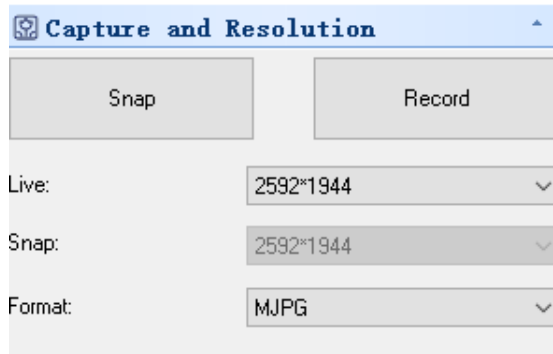 Capture and Resolution
Snap Record
Live: 2592*1944
Snap: 2592*1944
Format: MJPG